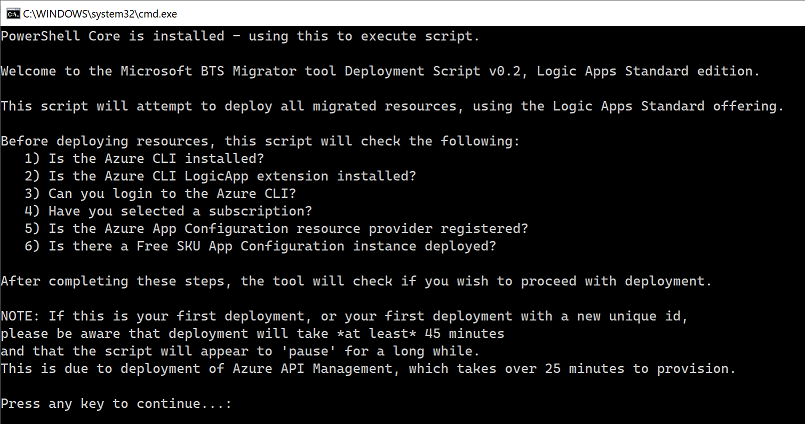 C:\WINDOWS\system32\cmd.exe
PowerShell Core is installed - using this to execute script.
Welcome to the Microsoft BTS Migrator tool Deployment Script v0.2, Logic Apps Standard edition.
This script will attempt to deploy all migrated resources, using the Logic Apps Standard offering.
Before deploying resources, this script will check the following:
1) Is the Azure CLI installed?
2) Is the Azure CLI LogicApp extension installed?
3) Can you login to the Azure CLI?
4) Have you selected a subscription?
5) Is the Azure App Configuration resource provider registered?
6) Is there a Free SKU App Configuration instance deployed?
After completing these steps, the tool will check if you wish to proceed with deployment.
NOTE: If this is your first deployment, or your first deployment with a new unique id,
please be aware that deployment will take *at least* 45 minutes
and that the script will appear to 'pause' for a long while.
This is due to deployment of Azure API Management, which takes over 25 minutes to provision.
Press any key to continue...: